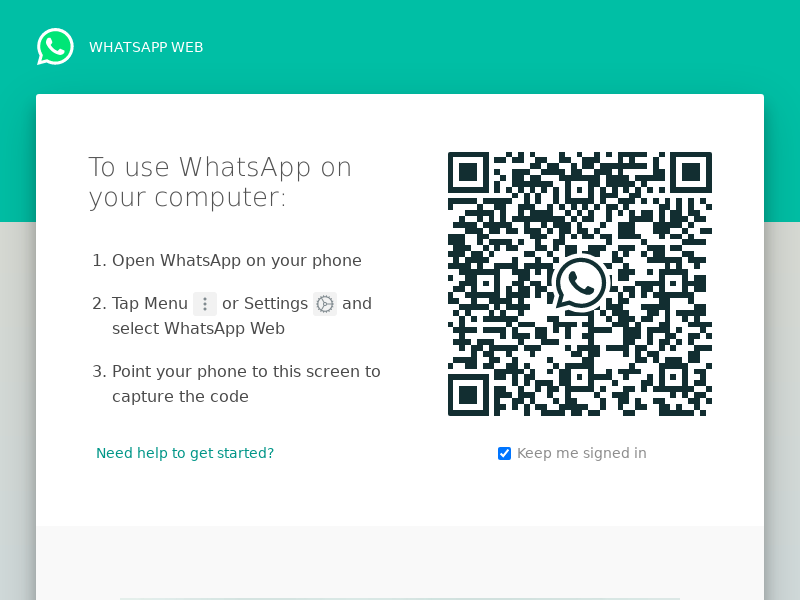 WHATSAPP WEB
To use WhatsApp on
your computer:
1. Open WhatsApp on your phone
2. Tap Menu or Settings and
select WhatsApp Web
3. Point your phone to this screen to
capture the code
Need help to get started?
Keep me signed in